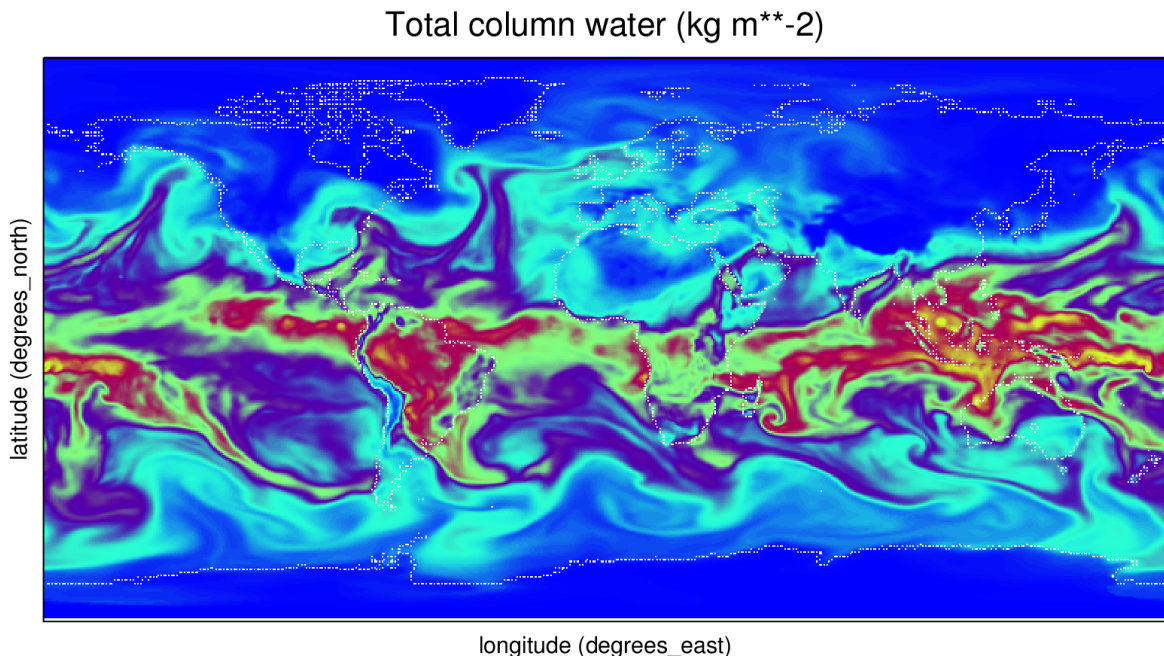 Total column water (kg m**-2)
latitude (degrees_north)
longitude (degrees_east)